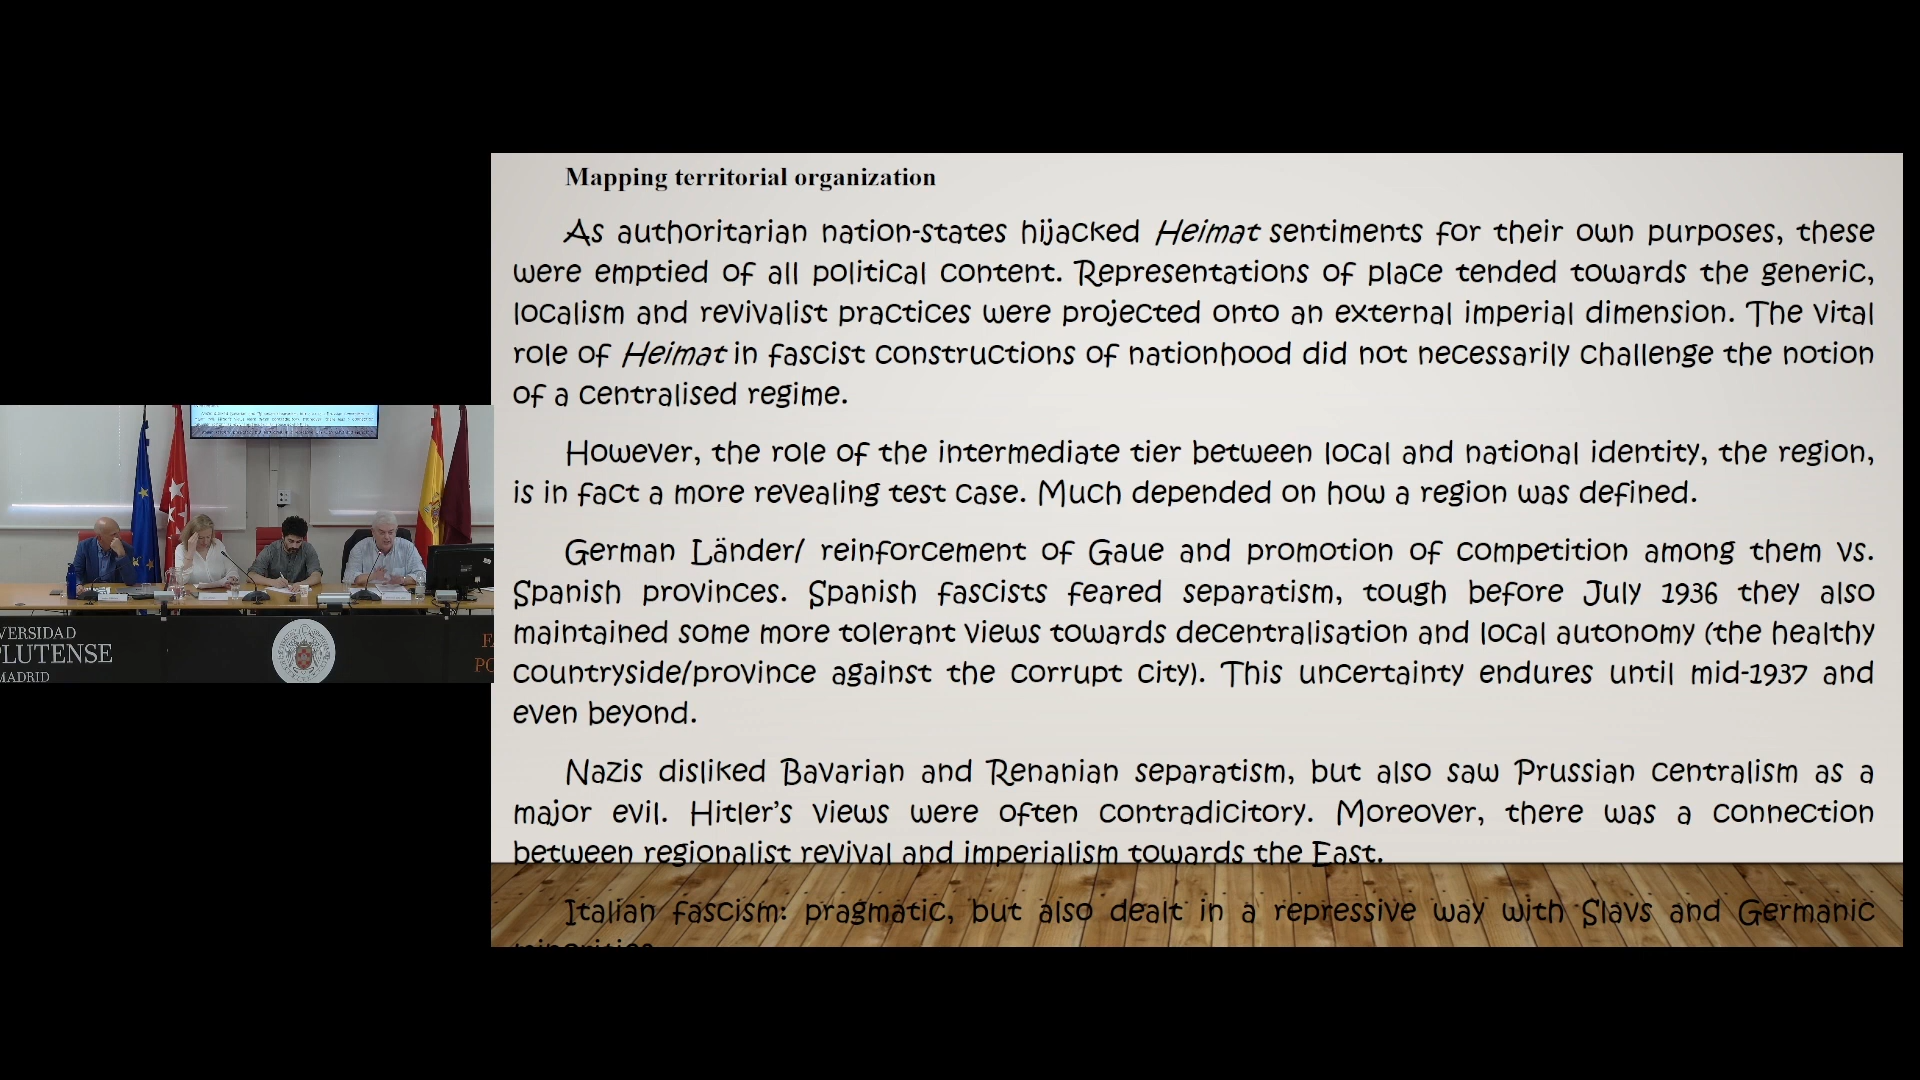 Mapping territorial organization
As authoritarian nation-states hijacked Heimat sentiments for their own purposes, these
were emptied of all political content. Representations of place tended towards the generic,
localism and revivalist practices were projected onto an external imperial dimension. The vital
role of Heimat in fascist constructions of nationhood did not necessarily challenge the notion
of a centralised regime.
However, the role of the intermediate tier between local and national identity, the region,
is in fact a more revealing test case. Much depended on how a region was defined.
German Länder/ reinforcement of Gaue and promotion of competition among them vs.
Spanish provinces. Spanish fascists feared separatism, tough before July 1936 they also
maintained some more tolerant views towards decentralisation and local autonomy (the healthy
countryside/province against the corrupt city). This uncertainty endures until mid-1937 and
even beyond.
Nazis disliked Bavarian and Renanian separatism, but also saw Prussian centralism as a
major evil. Hitler's views were often contradicitory. Moreover, there was a connection
between regionalist revival and imperialism towards the East.
Italian fascism: pragmatic, but also dealt in a repressive way with Slavs and Germanic
minorities
VERSIDAD
PLUTENSE
MADRID
F
PO